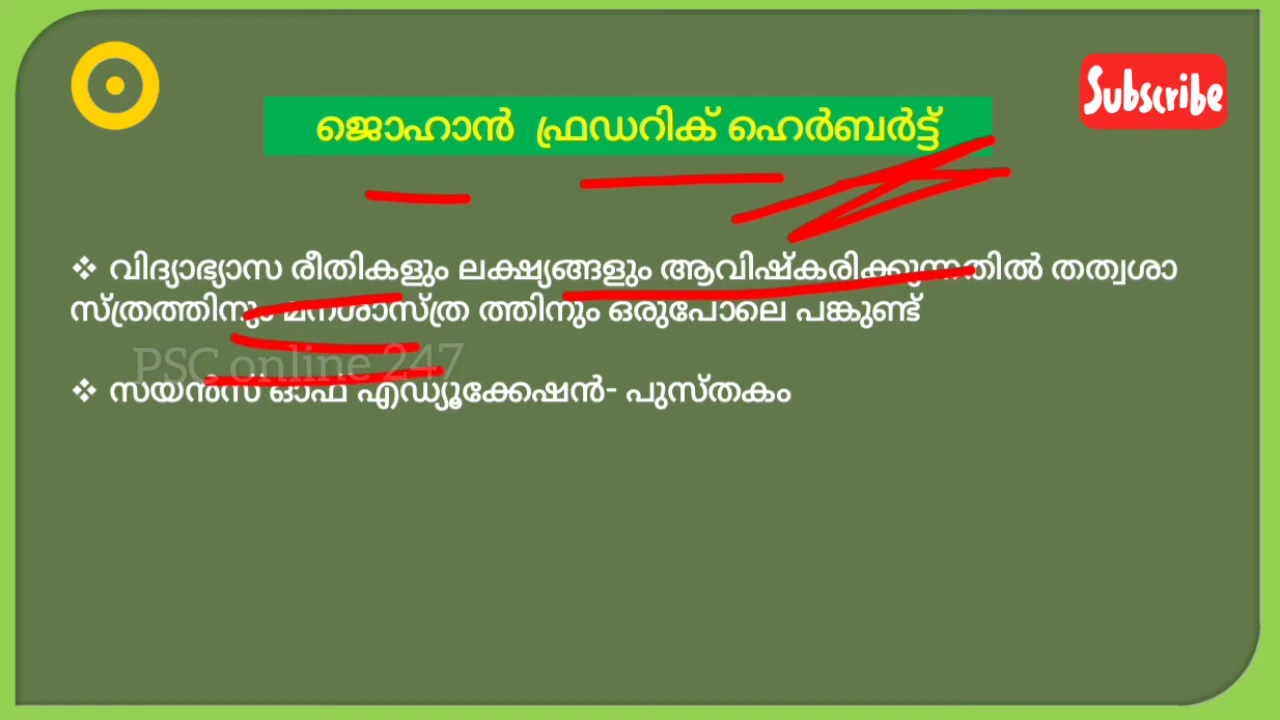 Subscribe
ജൊഹാൻ ഫ്രഡറിക് ഹെർബർട്ട്
❖ വിദ്യാഭ്യാസ രീതികളും ലക്ഷ്യങ്ങളും ആവിഷ്കരിക്കുന്നതിൽ തത്വശാ
സ്ത്രത്തിനും മനശാസ്ത്ര ത്തിനും ഒരുപോലെ പങ്കുണ്ട്
PSC online 247
❖ സയൻസ് ഓഫ് എഡ്യൂക്കേഷൻ- പുസ്തകം